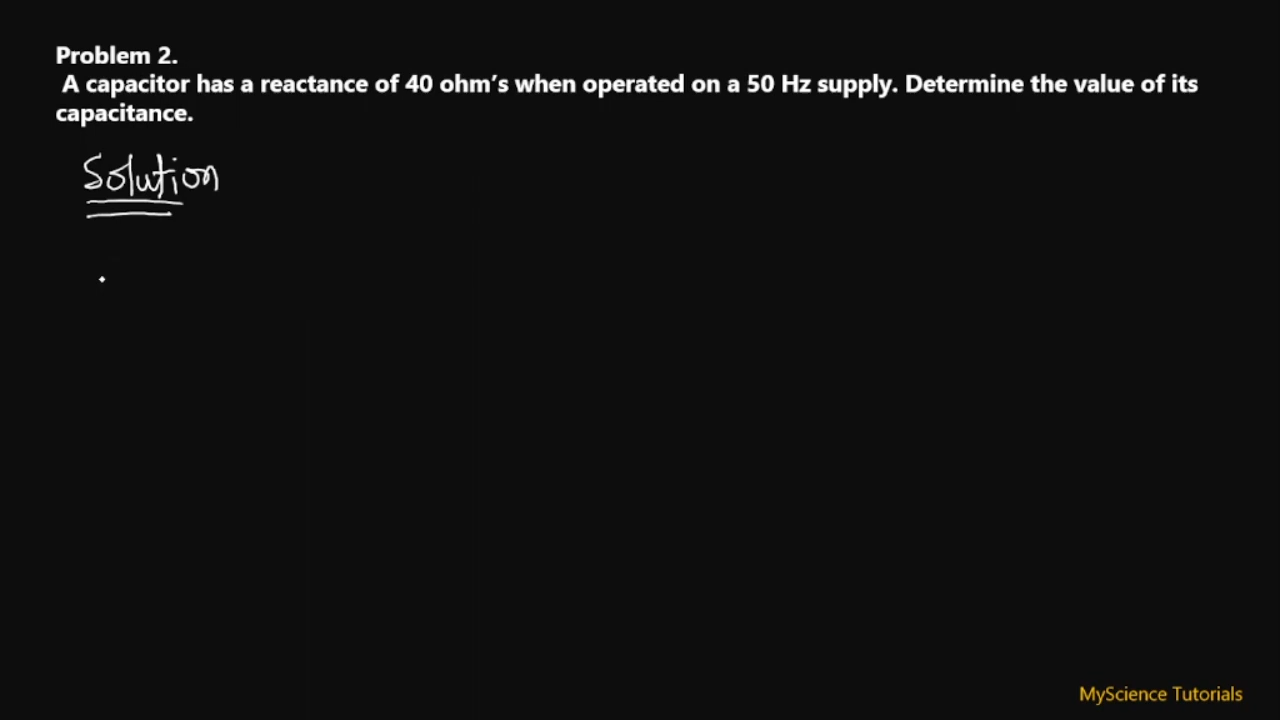 Problem 2.
A capacitor has a reactance of 40 ohm’s when operated on a 50 Hz supply. Determine the value of its
capacitance.
Solution
MyScience Tutorials